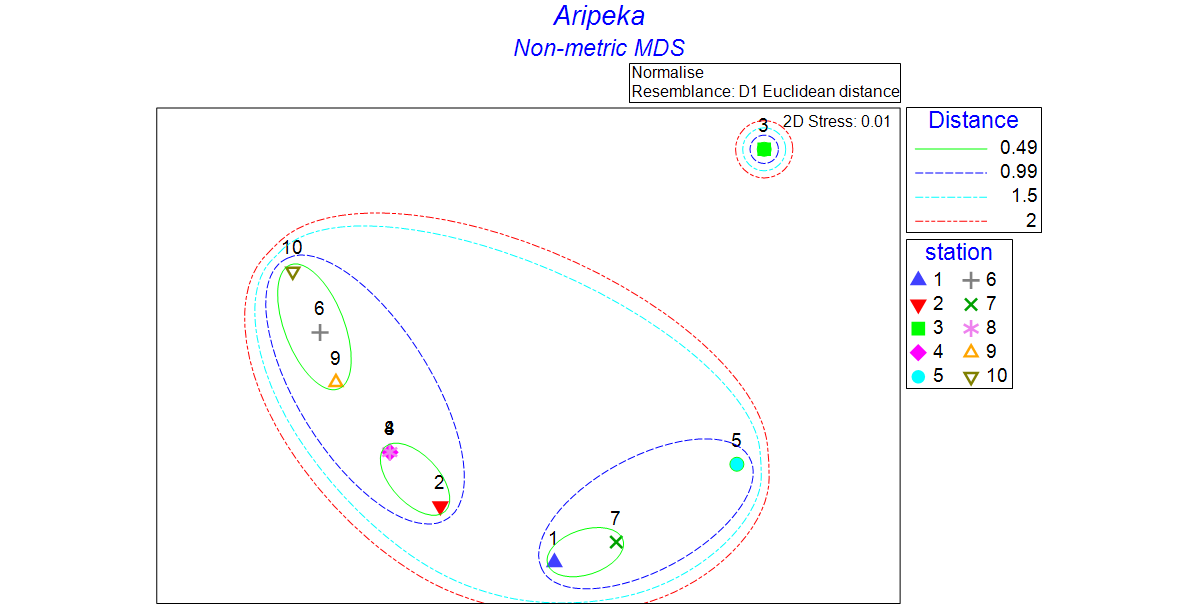 Aripeka
Non-metric MDS
Normalise
Resemblance: D1 Euclidean distance
2D Stress: 0.01
3
10
6
9
2
5
7
1
Distance
0.49
0.99
1.5
2
station
1 6
2 7
3 8
4 9
5 10